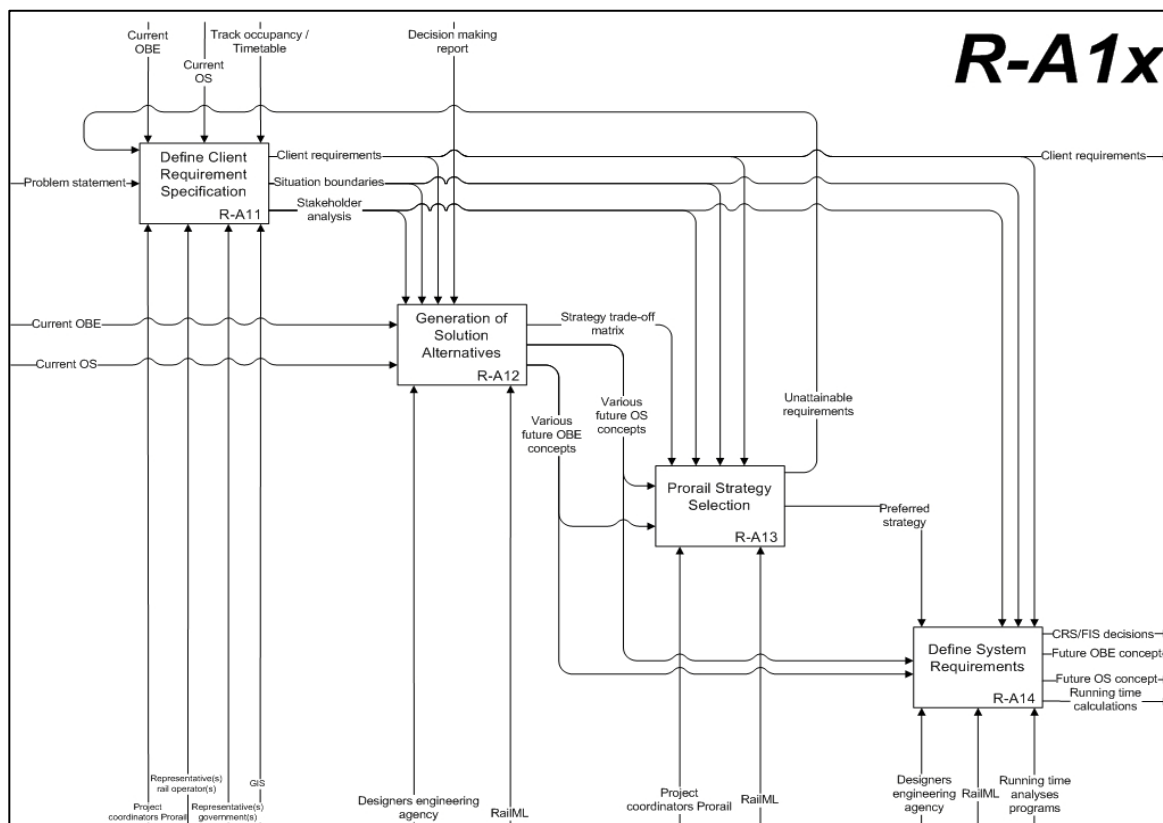 Current
OBE
Track occupancy /
Timetable
Current
OS
Decision making
report
R-A1x
Define Client
Requirement
Specification
R-A11
Problem statement
Client requirements
Client requirements
Situation boundaries
Stakeholder
analysis
Current OBE
Current OS
Generation of
Solution
Alternatives
R-A12
Strategy trade-off
matrix
Various
future OBE
concepts
Various
future OS
concepts
Unattainable
requirements
Prorail Strategy
Selection
R-A13
Preferred
strategy
Define System
Requirements
R-A14
CRS/FIS decisions
Future OBE concept
Future OS concept
Running time
calculations
Project
coordinators Prorail
Representative(s)
rail operator(s)
Representative(s)
government(s)
GIS
Designers engineering
agency
RailML
Project
coordinators Prorail
RailML
Designers
engineering
agency
RailML
Running time
analyses
programs